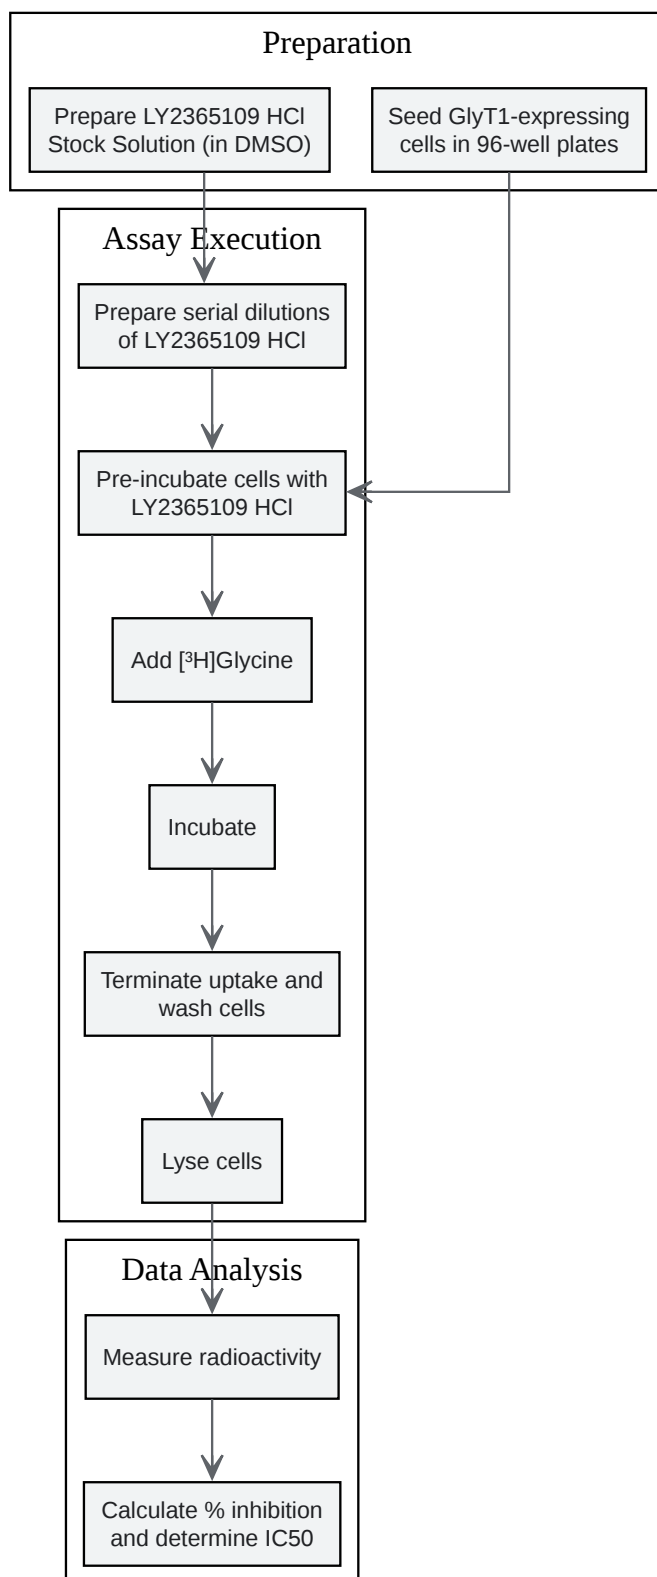 Preparation
Prepare LY2365109 HCl
Stock Solution (in DMSO)
Seed GlyT1-expressing
cells in 96-well plates
Assay Execution
Prepare serial dilutions
of LY2365109 HCl
Pre-incubate cells with
LY2365109 HCl
Add [³H]Glycine
Incubate
Terminate uptake and
wash cells
Lyse cells
Data Analysis
Measure radioactivity
Calculate % inhibition
and determine IC50